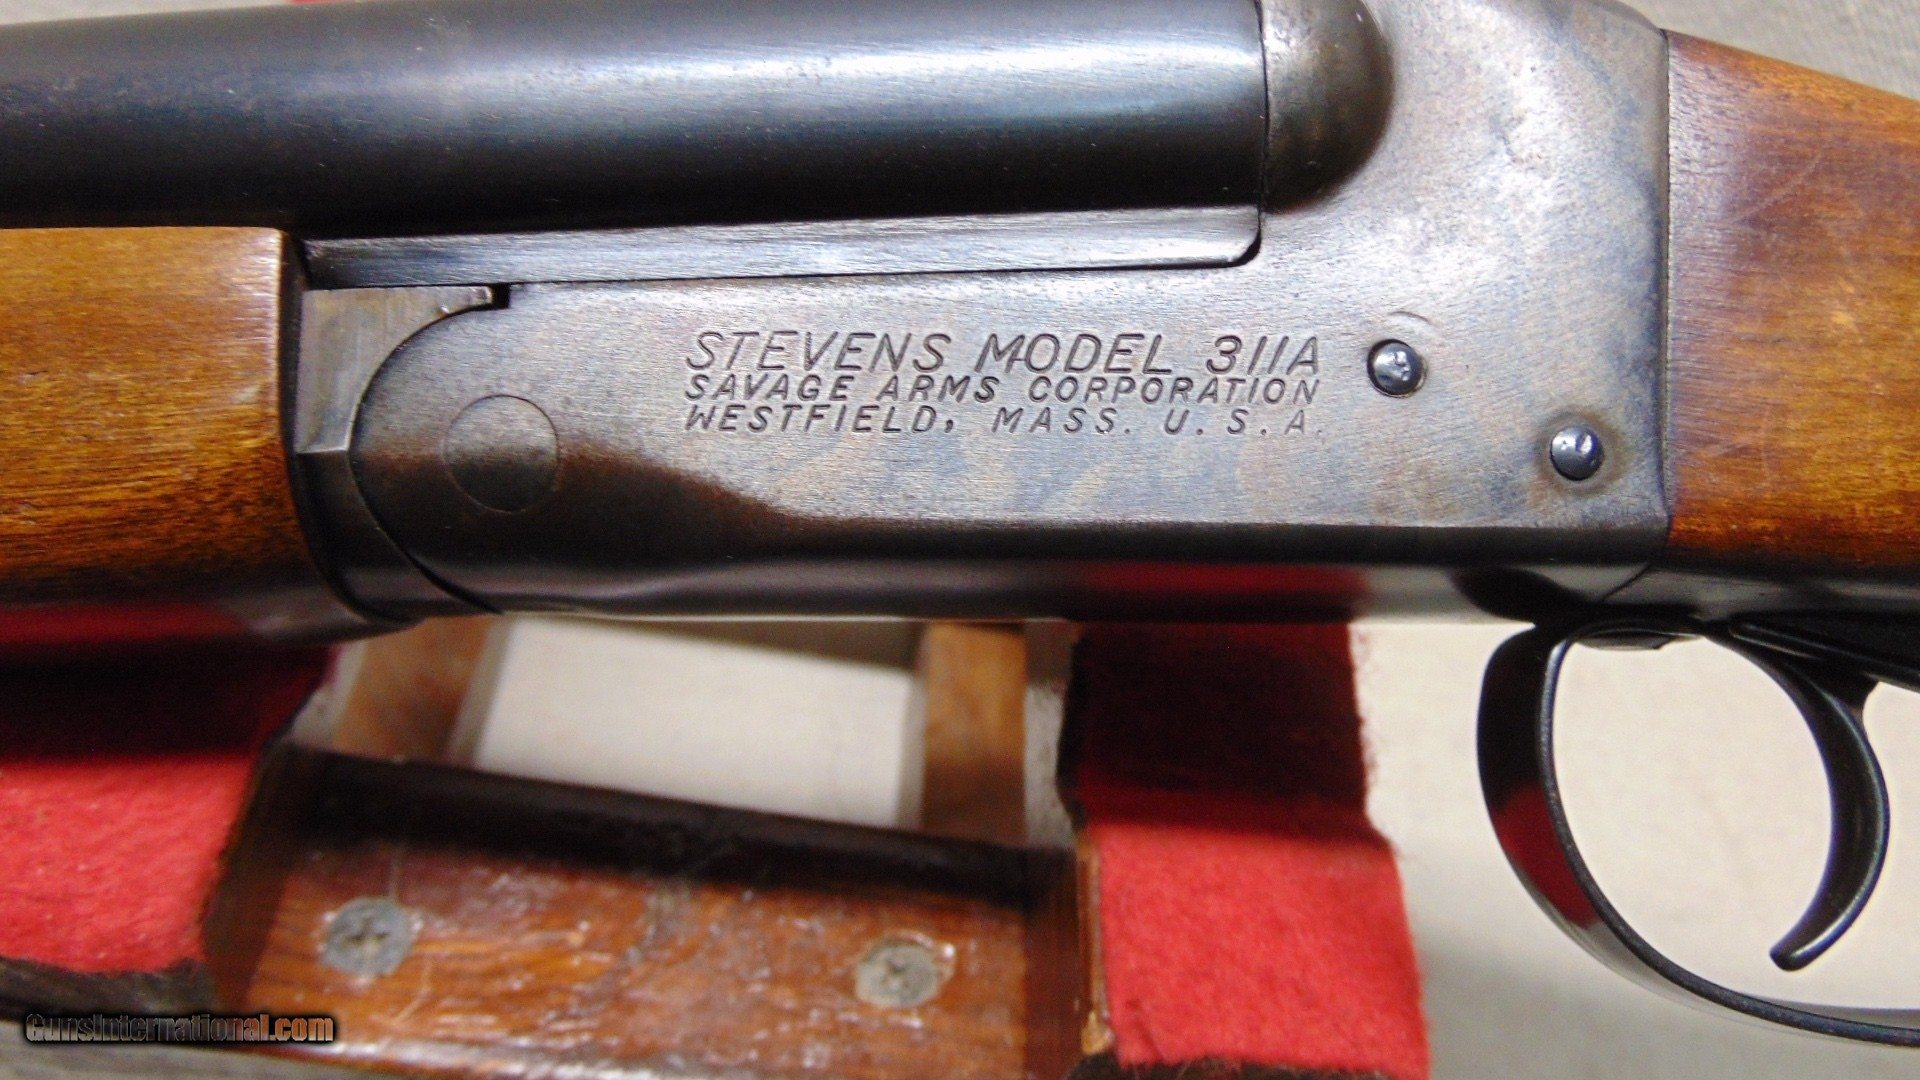 STEVENS MODEL 311A
SAVAGE ARMS CORPORATION
WESTFIELD, MASS. U. S. A.
GunsInternational.com